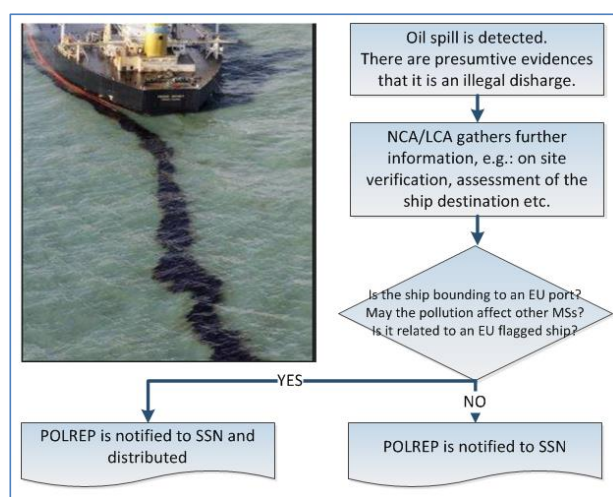 Oil spill is detected.
There are presumptive evidences
that it is an illegal disharge.
NCA/LCA gathers further
information, e.g.: on site
verification, assessment of the
ship destination etc.
Is the ship bounding to an EU port?
May the pollution affect other MSs?
Is it related to an EU flagged ship?
YES
NO
POLREP is notified to SSN and
distributed
POLREP is notified to SSN